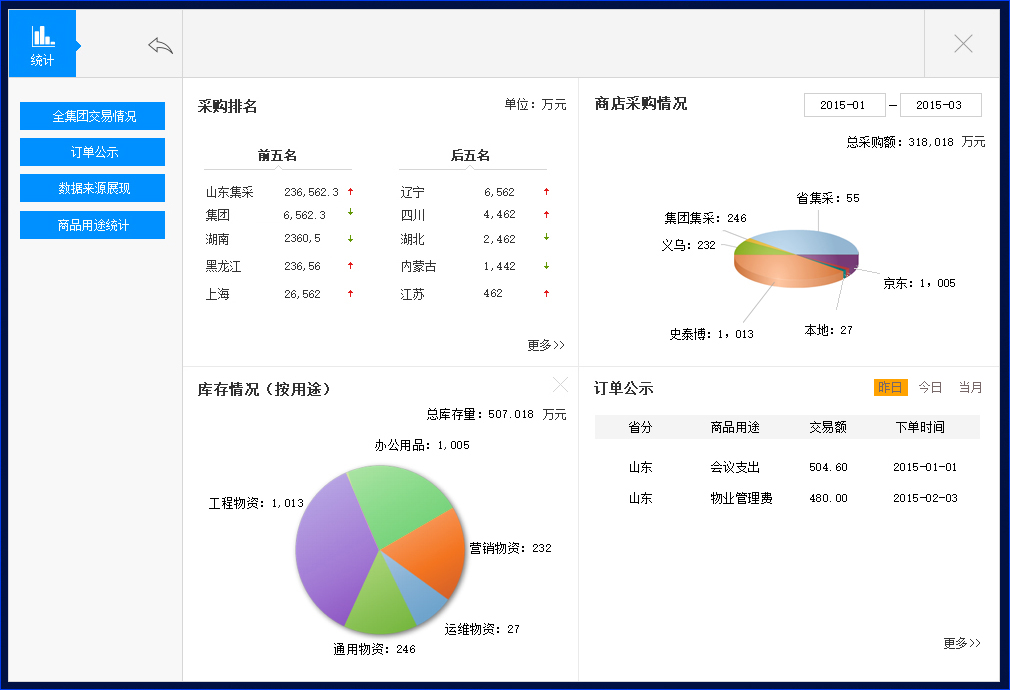 统计
全集团交易情况
订单公示
数据来源展现
商品用途统计
采购排名
单位：万元
前五名
后五名
山东集采 236,562.3 辽宁 6,562
集团 6,562.3 四川 4,462
湖南 2360,5 湖北 2,462
黑龙江 236,56 内蒙古 1,442
上海 26,562 江苏 462
更多>>
商店采购情况
2015-01 — 2015-03
总采购额：318,018 万元
省集采：55
集团集采：246
义乌：232
京东：1，005
本地：27
史泰博：1，013
库存情况（按用途）
总库存量：507.018 万元
办公用品：1,005
工程物资：1,013
营销物资：232
运维物资：27
通用物资：246
订单公示
昨日 今日 当月
省分 商品用途 交易额 下单时间
山东 会议支出 504.60 2015-01-01
山东 物业管理费 480.00 2015-02-03
更多>>